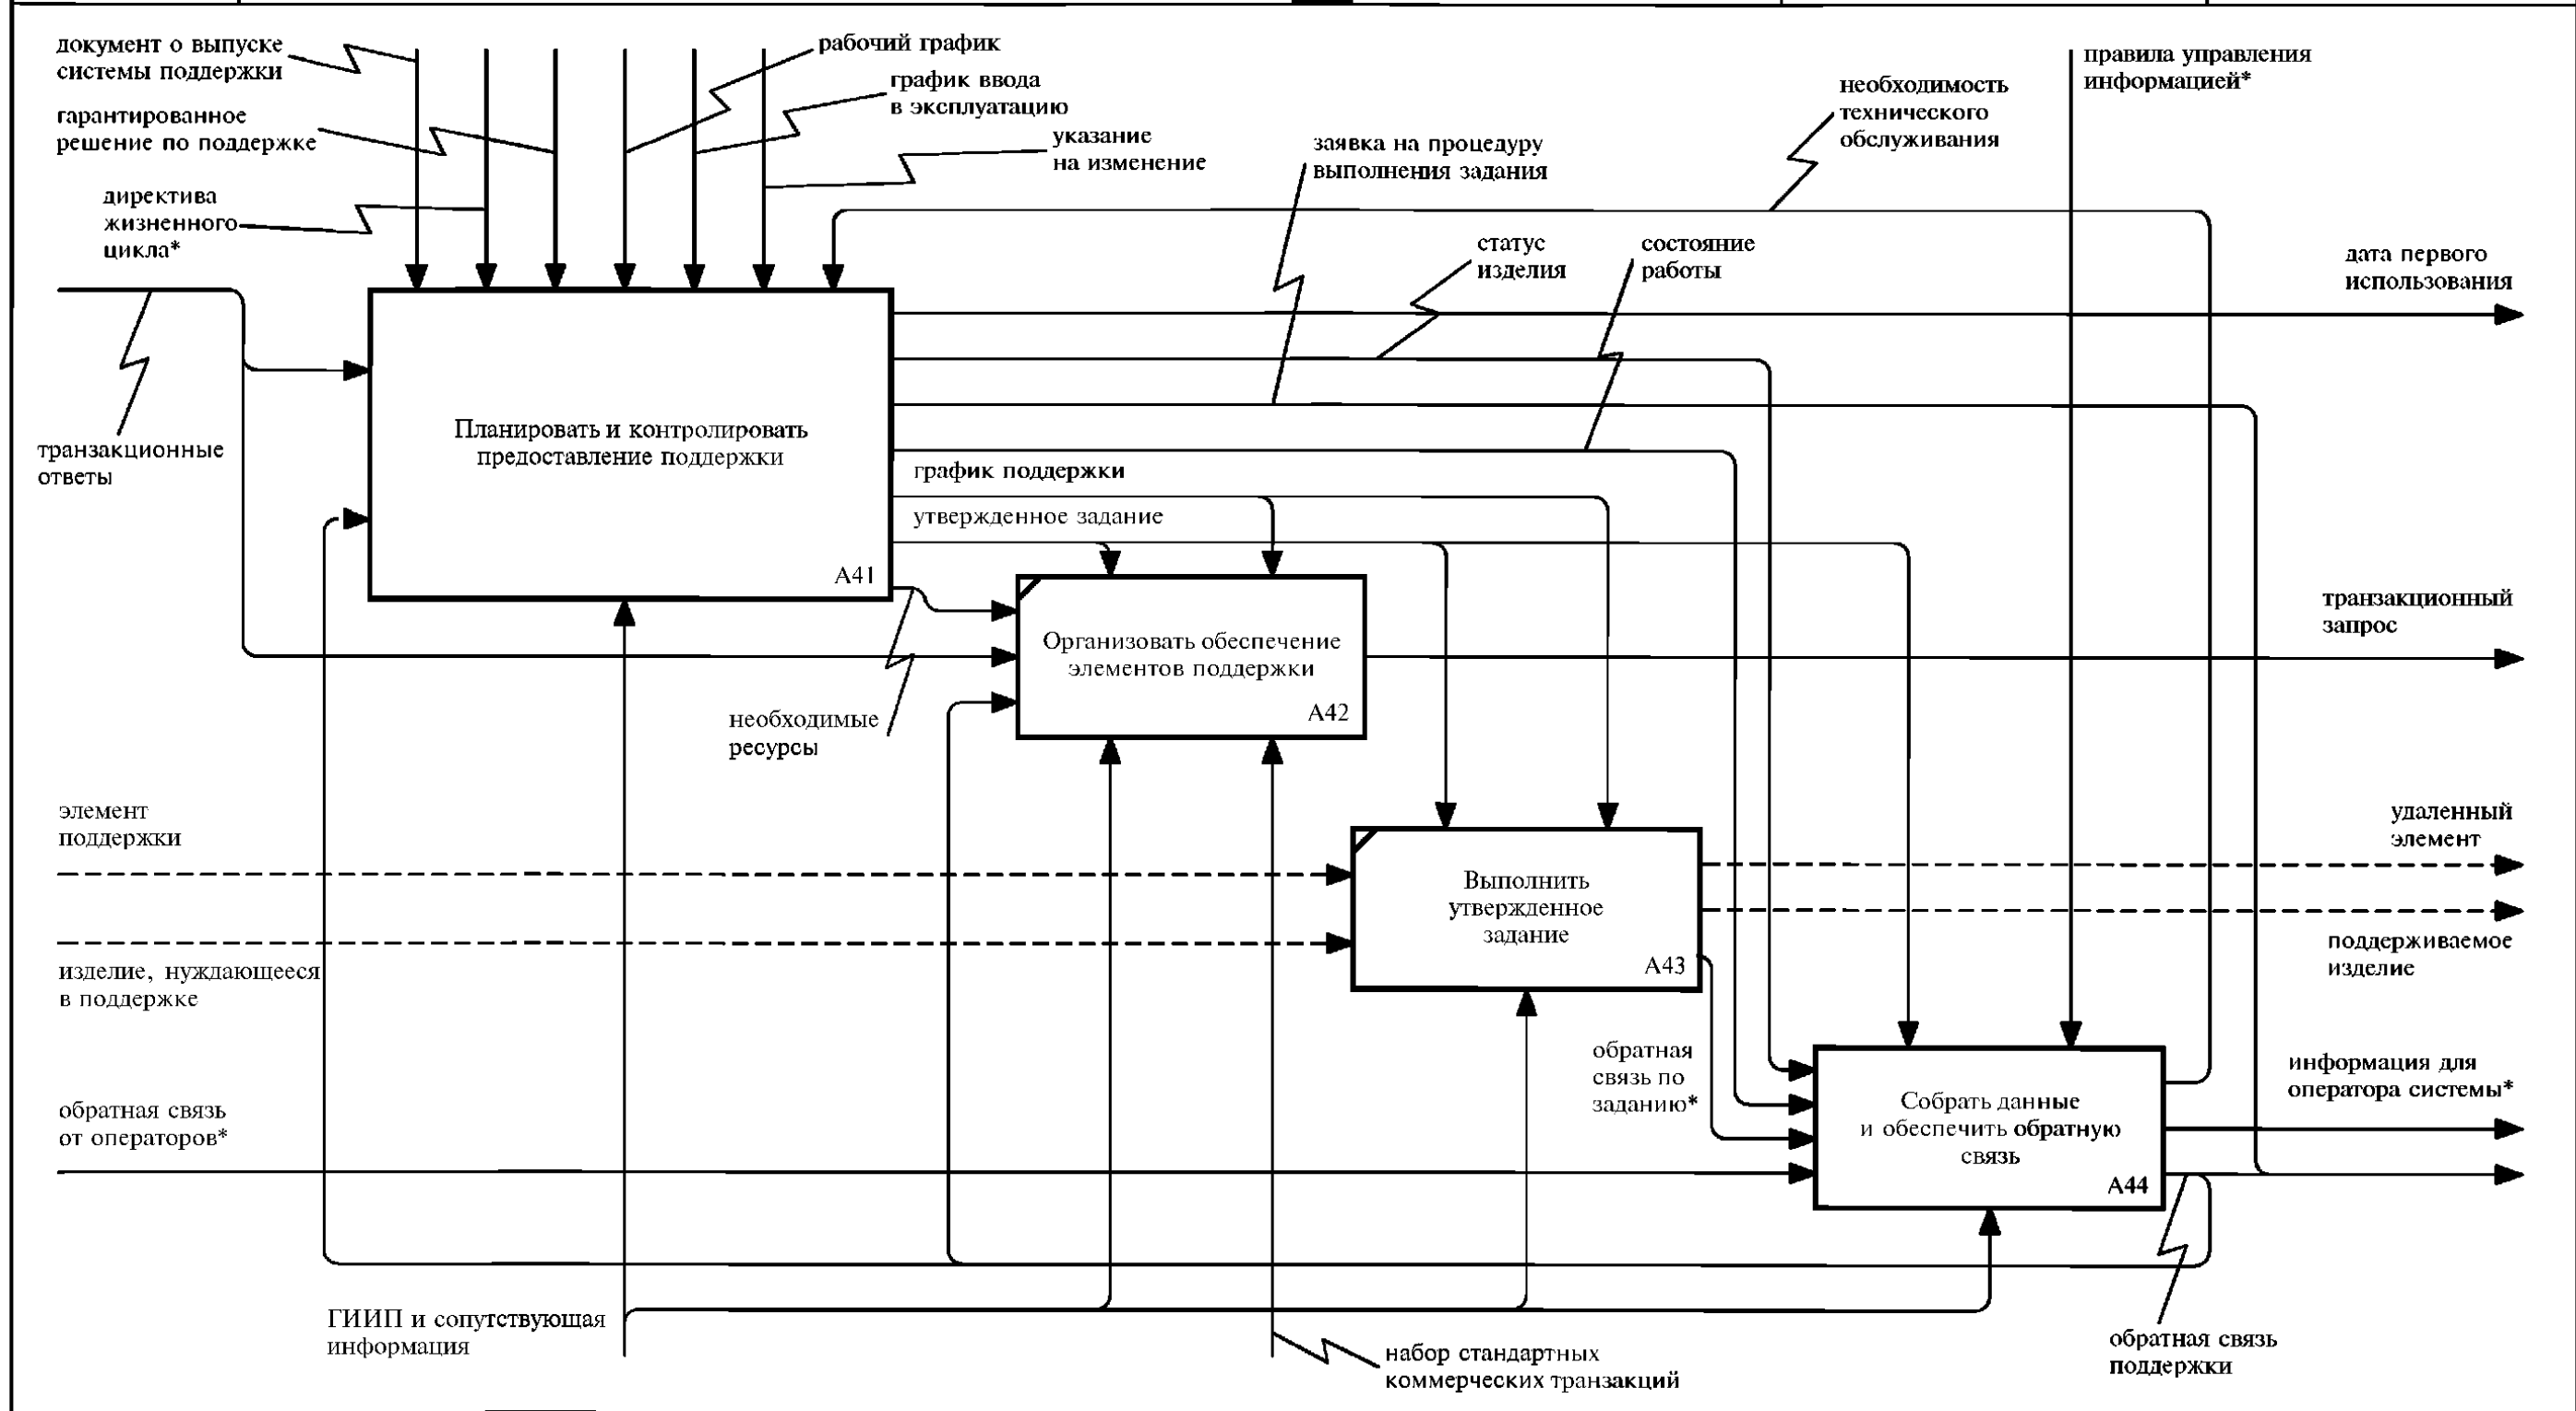 документ о выпуске
системы поддержки
гарантированное
решение по поддержке
директива
жизненного
цикла*
рабочий график
график ввода
в эксплуатацию
указание
на изменение
заявка на процедуру
выполнения задания
необходимость
технического
обслуживания
правила управления
информацией*
статус
изделия
состояние
работы
дата первого
использования
транзакционные
ответы
Планировать и контролировать
предоставление поддержки
A41
график поддержки
утвержденное задание
Организовать обеспечение
элементов поддержки
A42
транзакционный
запрос
необходимые
ресурсы
элемент
поддержки
изделие, нуждающееся
в поддержке
Выполнить
утвержденное
задание
A43
удаленный
элемент
поддерживаемое
изделие
обратная
связь по
заданию*
обратная связь
от операторов*
Собрать данные
и обеспечить обратную
связь
A44
информация для
оператора системы*
ГИИП и сопутствующая
информация
набор стандартных
коммерческих транзакций
обратная связь
поддержки